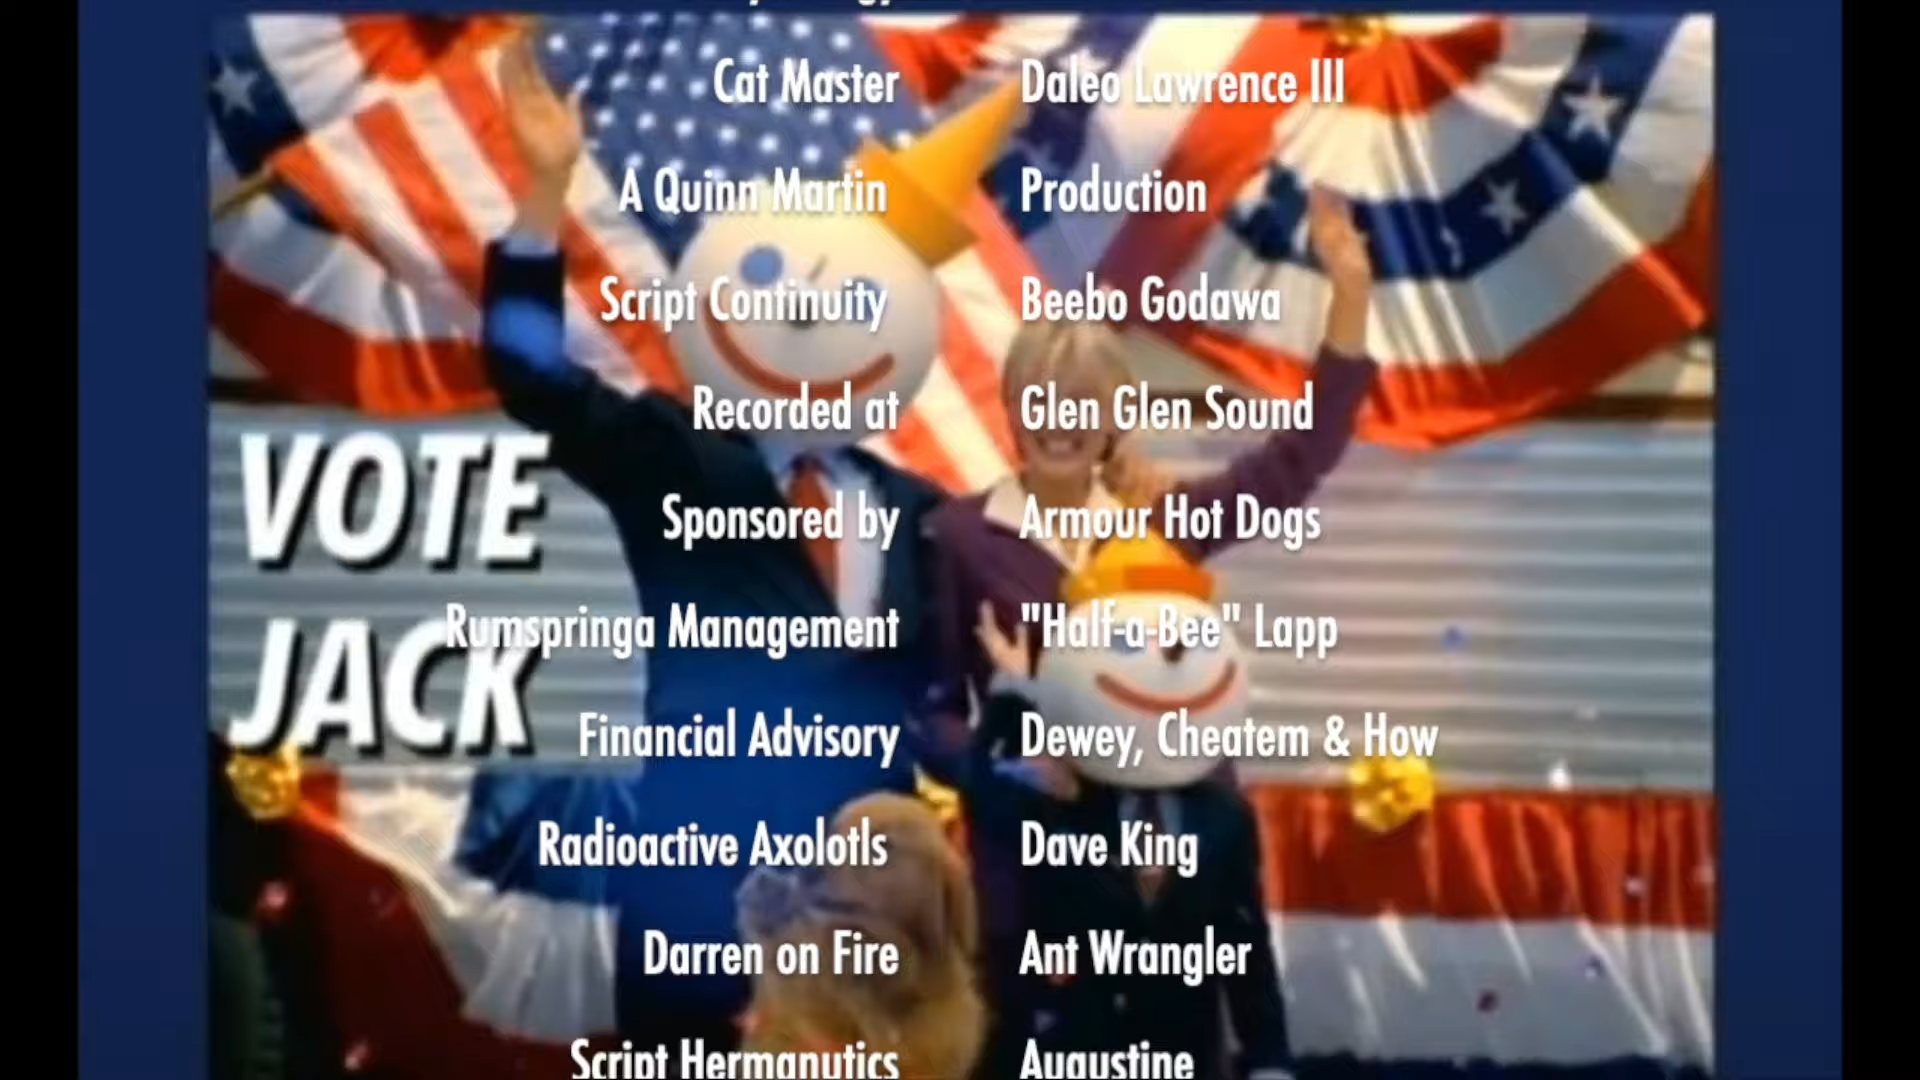 Cat Master Daleo Lawrence III
A Quinn Martin Production
Script Continuity Beebo Godawa
Recorded at Glen Glen Sound
VOTE
Sponsored by Armour Hot Dogs
JACK
Rumspringa Management "Half-a-Bee" Lapp
Financial Advisory Dewey, Cheatem & How
Radioactive Axolotls Dave King
Darren on Fire Ant Wrangler
Script Hermanutics Augustine